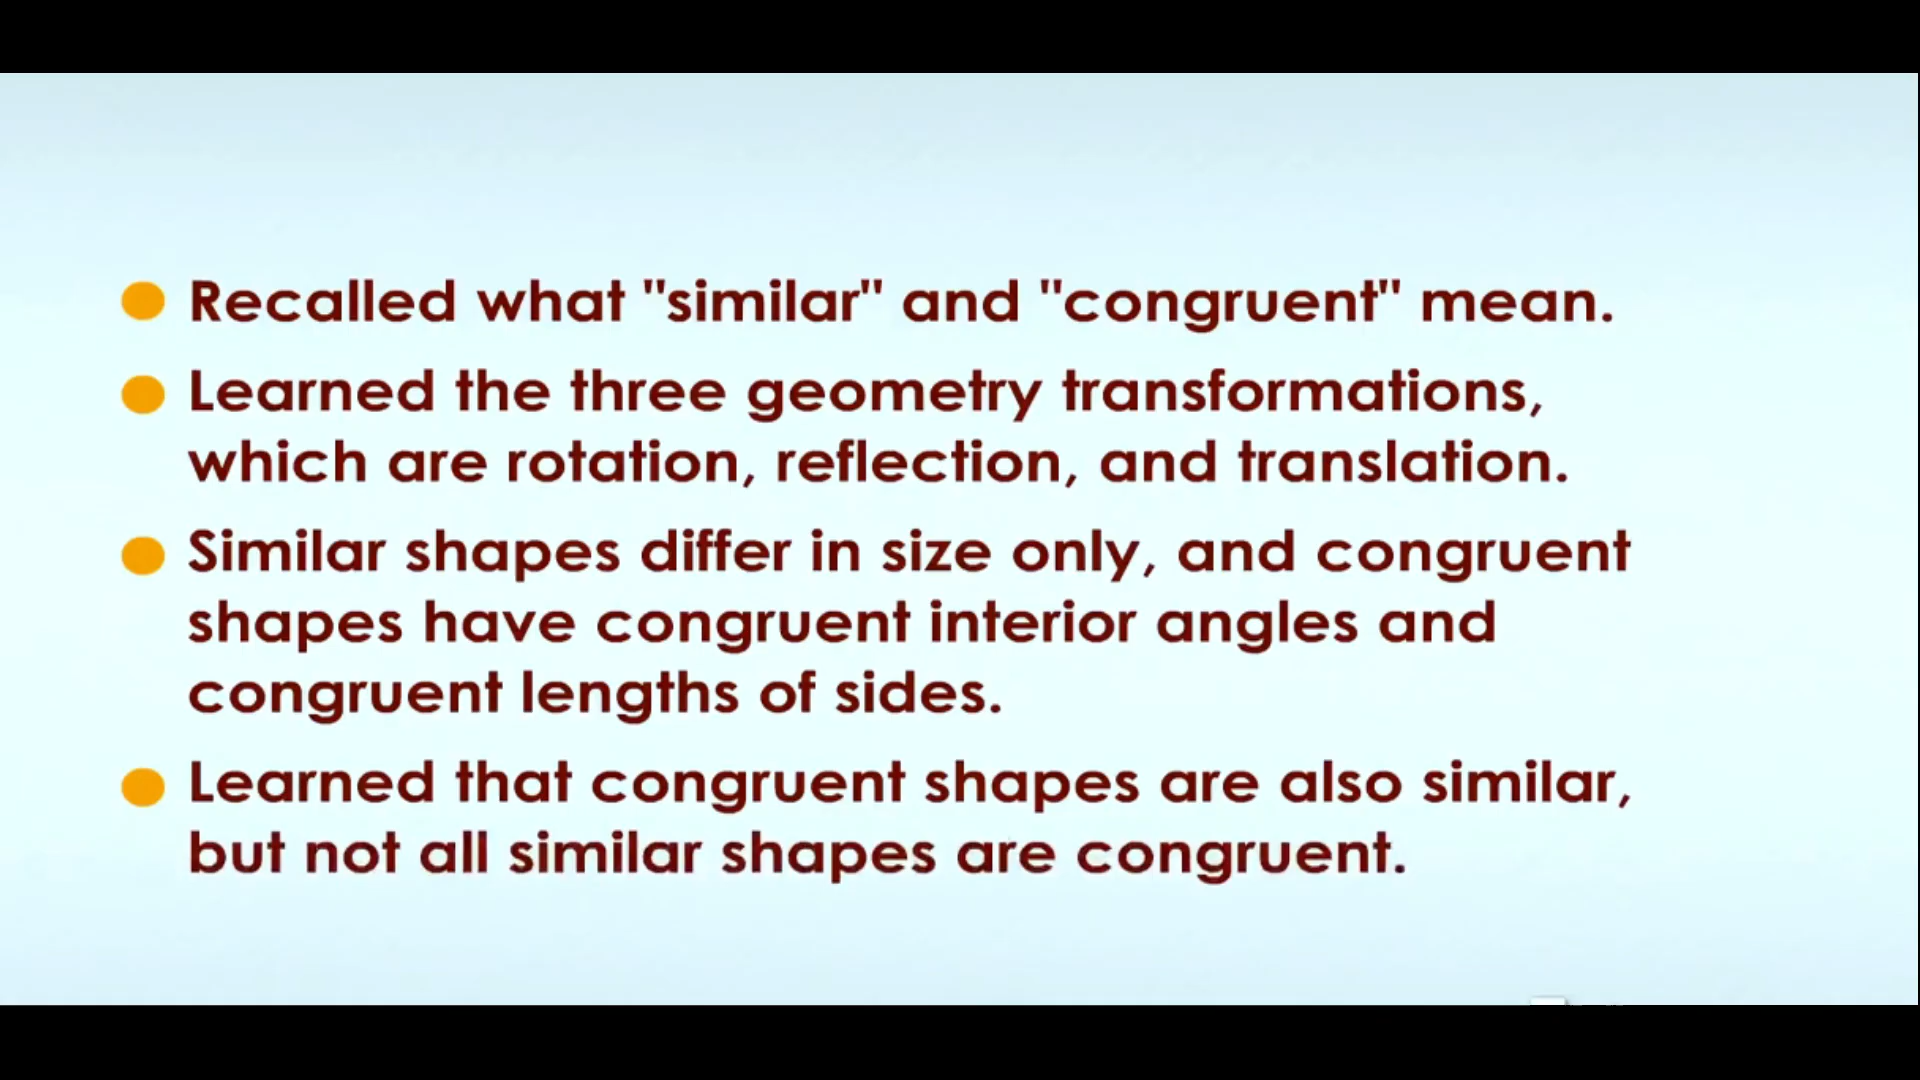 Recalled what "similar" and "congruent" mean.
Learned the three geometry transformations,
which are rotation, reflection, and translation.
Similar shapes differ in size only, and congruent
shapes have congruent interior angles and
congruent lengths of sides.
Learned that congruent shapes are also similar,
but not all similar shapes are congruent.